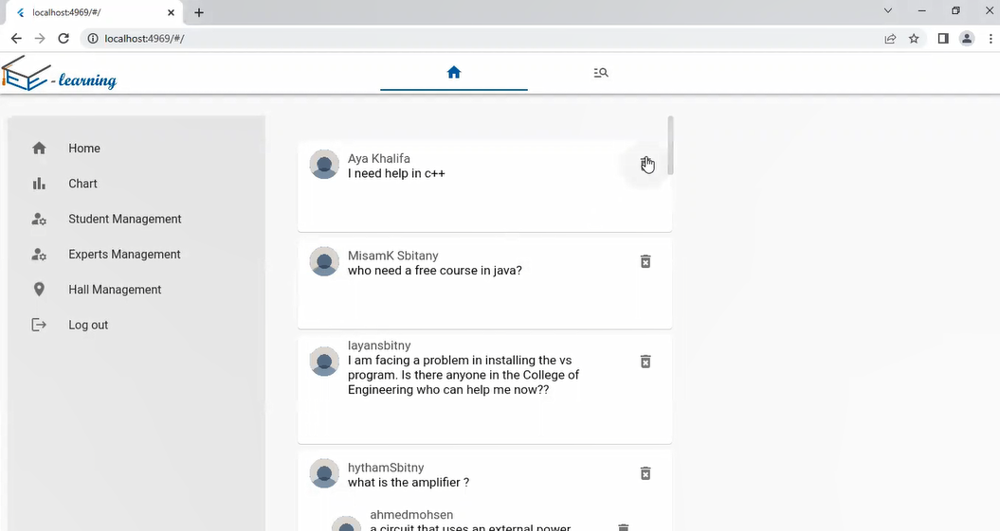 localhost:4969/#/
localhost:4969/#/
E-learning
Home
Chart
Student Management
Experts Management
Hall Management
Log out
Aya Khalifa
I need help in c++
MisamK Sbitany
who need a free course in java?
layansbitny
I am facing a problem in installing the vs
program. Is there anyone in the College of
Engineering who can help me now??
hythamSbitny
what is the amplifier ?
ahmedmohsen
a circuit that uses an external power